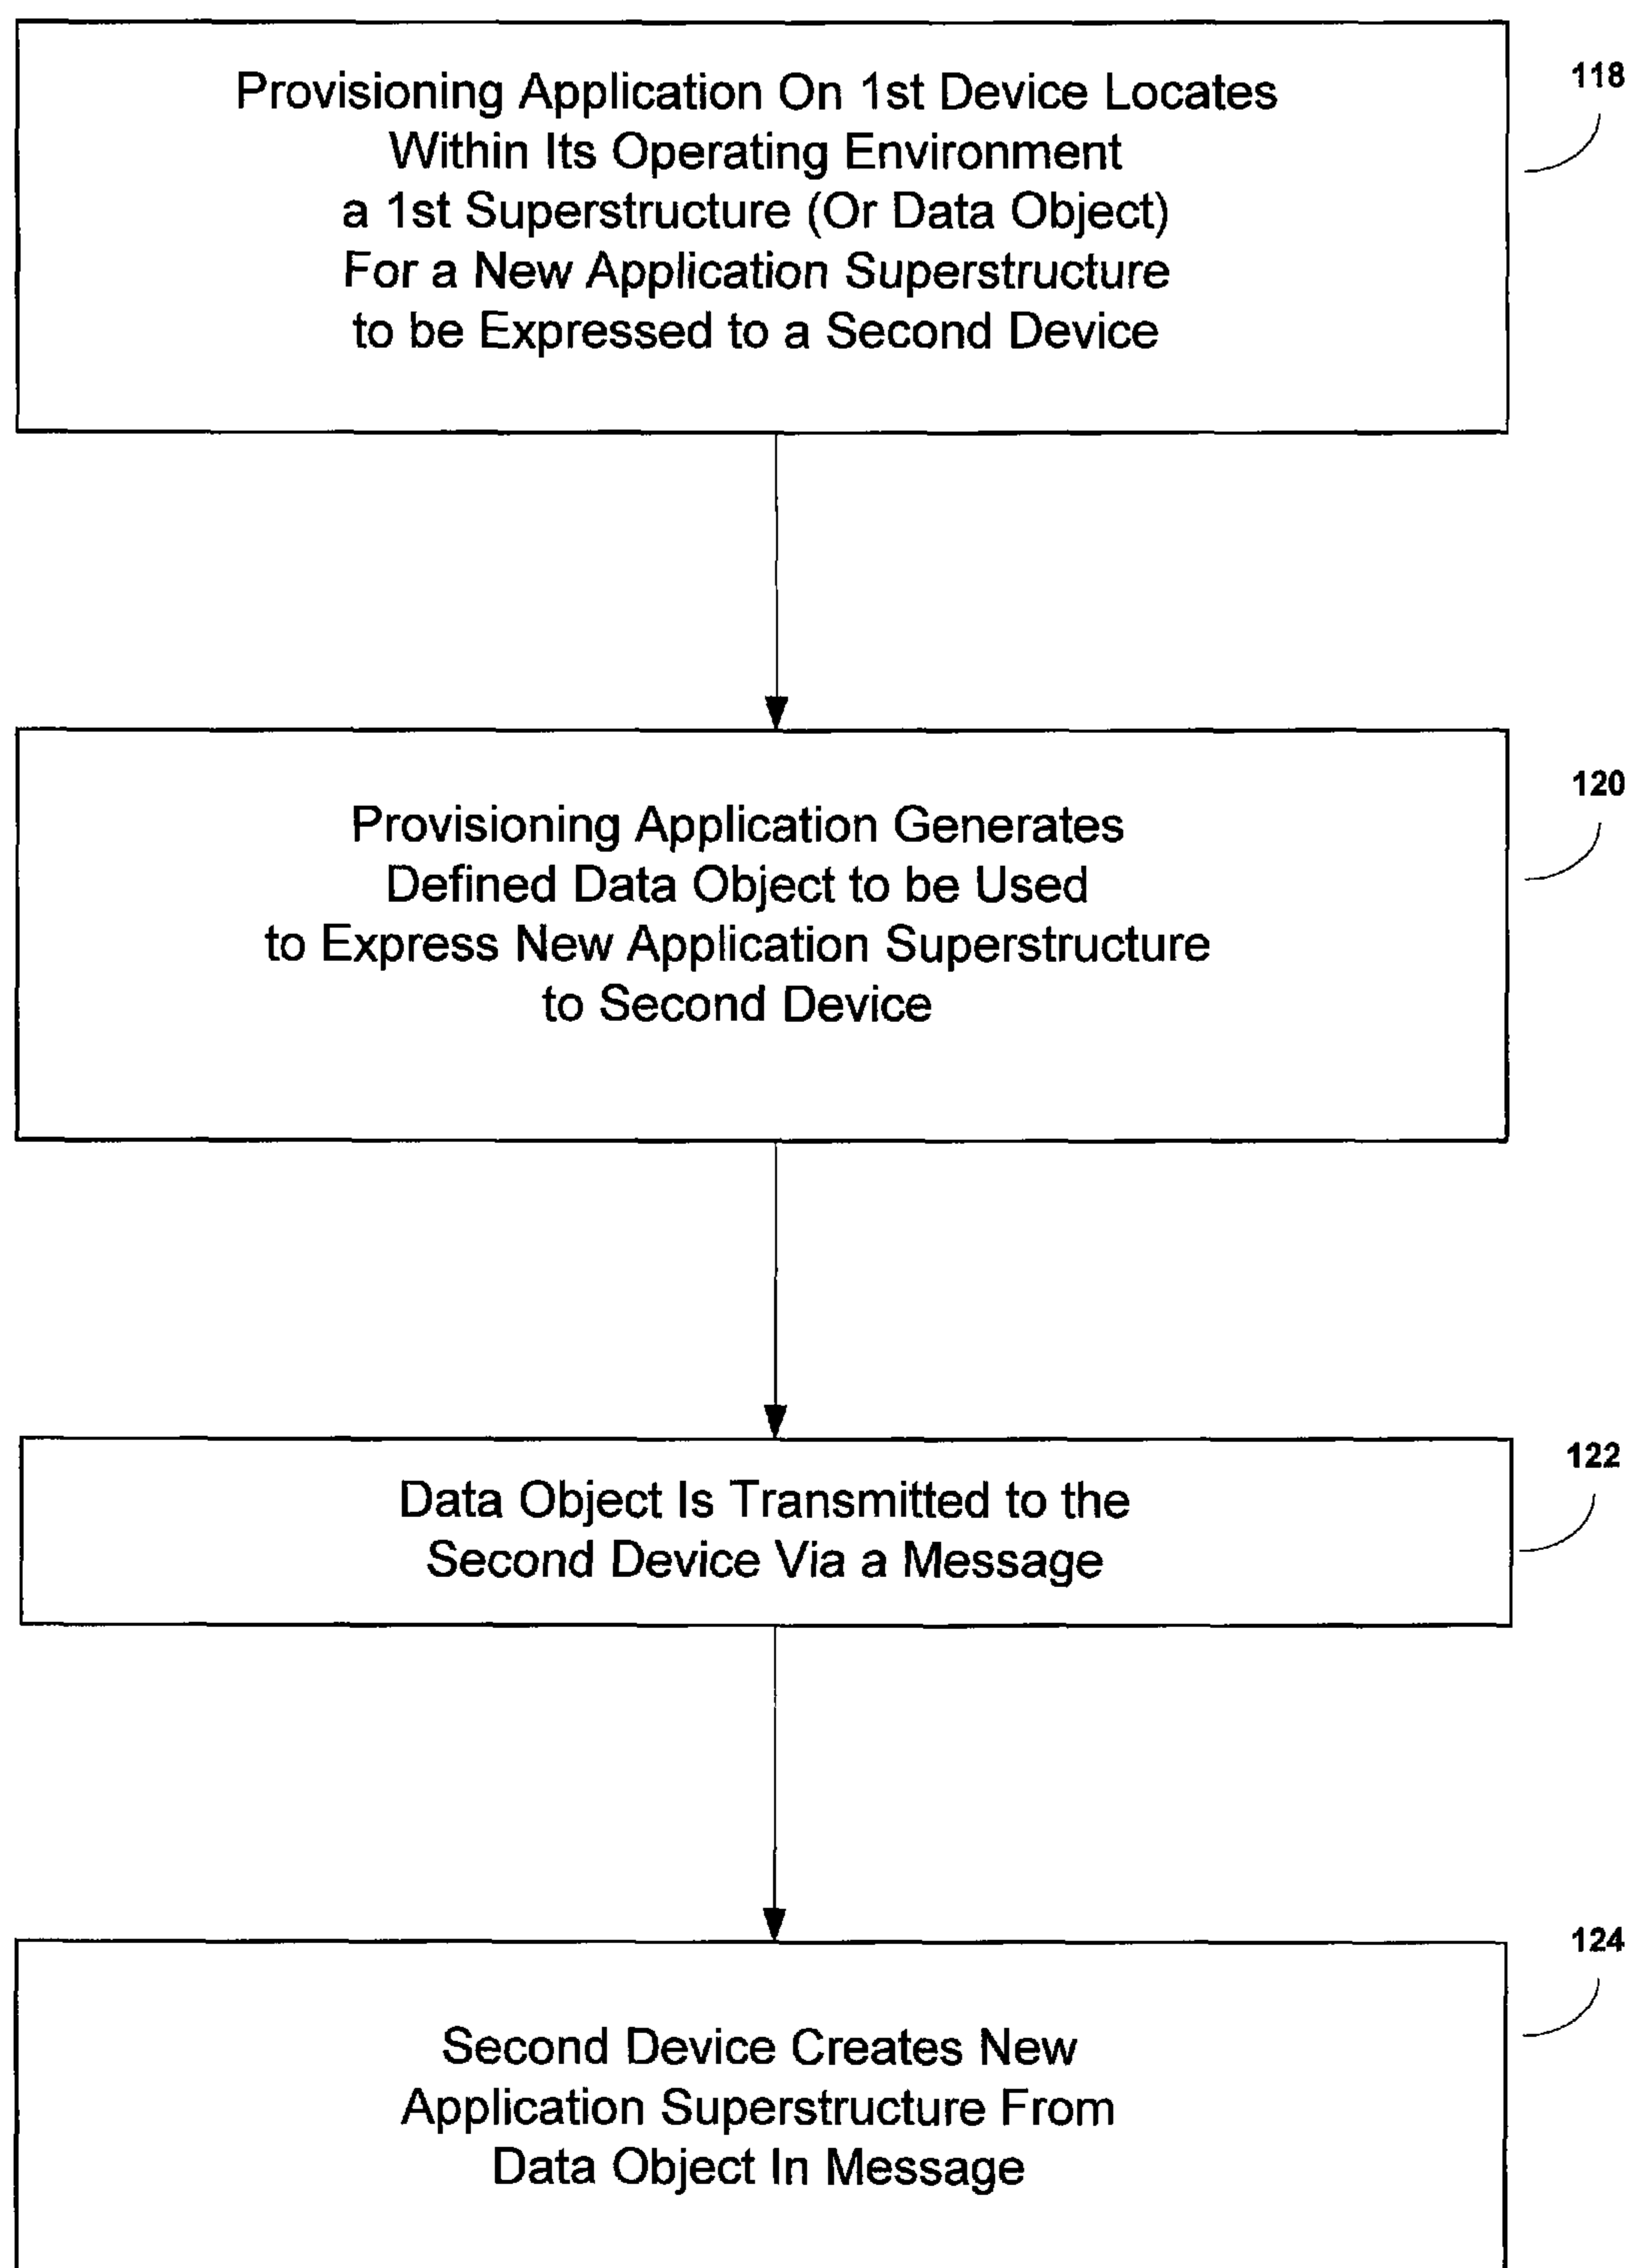 Provisioning Application On 1st Device Locates
Within Its Operating Environment
a 1st Superstructure (Or Data Object)
For a New Application Superstructure
to be Expressed to a Second Device
118
Provisioning Application Generates
Defined Data Object to be Used
to Express New Application Superstructure
to Second Device
120
Data Object Is Transmitted to the
Second Device Via a Message
122
Second Device Creates New
Application Superstructure From
Data Object In Message
124